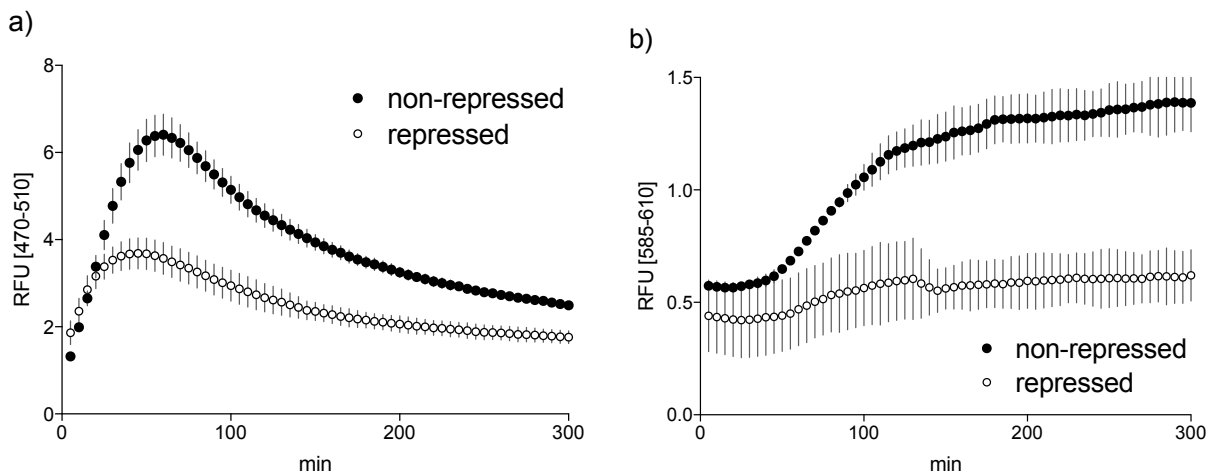 a)
8
6
4
2
0
RFU [470-510]
non-repressed
repressed
0
100
200
300
min
b)
1.5
1.0
0.5
0.0
RFU [585-610]
non-repressed
repressed
0
100
200
300
min